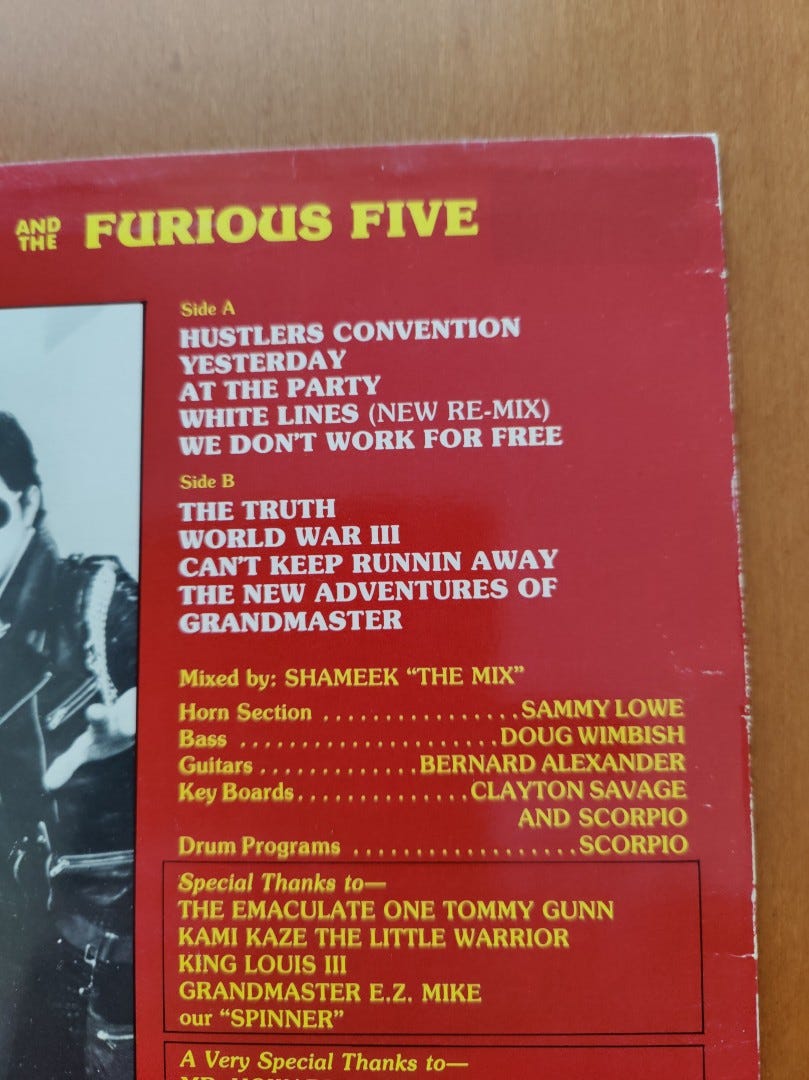 AND THE FURIOUS FIVE
Side A
HUSTLERS CONVENTION
YESTERDAY
AT THE PARTY
WHITE LINES (NEW RE-MIX)
WE DON'T WORK FOR FREE
Side B
THE TRUTH
WORLD WAR III
CAN'T KEEP RUNNIN AWAY
THE NEW ADVENTURES OF
GRANDMASTER
Mixed by: SHAMEEK "THE MIX"
Horn Section ................SAMMY LOWE
Bass .....................DOUG WIMBISH
Guitars .............BERNARD ALEXANDER
Key Boards..............CLAYTON SAVAGE
AND SCORPIO
Drum Programs ..................SCORPIO
Special Thanks to—
THE EMACULATE ONE TOMMY GUNN
KAMI KAZE THE LITTLE WARRIOR
KING LOUIS III
GRANDMASTER E.Z. MIKE
our "SPINNER"
A Very Special Thanks to—